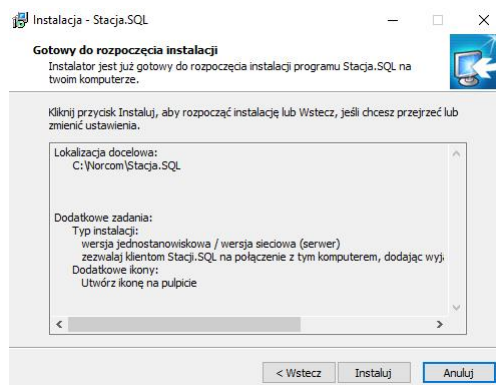 Instalacja - Stacja.SQL
Gotowy do rozpoczęcia instalacji
Instalator jest już gotowy do rozpoczęcia instalacji programu Stacja.SQL na
twoim komputerze.
Kliknij przycisk Instaluj, aby rozpocząć instalację lub Wstecz, jeśli chcesz przejrzeć lub
zmienić ustawienia.
Lokalizacja docelowa:
C:\Norcom\Stacja.SQL
Dodatkowe zadania:
Typ instalacji:
wersja jednostanowiskowa / wersja sieciowa (serwer)
zezwalaj klientom Stacji.SQL na połączenie z tym komputerem, dodając wyj
Dodatkowe ikony:
Utwórz ikonę na pulpicie
< Wstecz
Instaluj
Anuluj